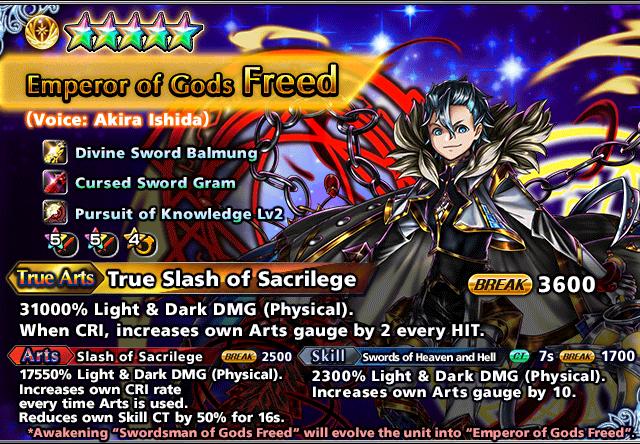 Emperor of Gods Freed
(Voice: Akira Ishida)
Divine Sword Balmung
Cursed Sword Gram
Pursuit of Knowledge Lv2
5 5 4
True Arts True Slash of Sacrilege BREAK 3600
31000% Light & Dark DMG (Physical).
When CRI, increases own Arts gauge by 2 every HIT.
Arts Slash of Sacrilege BREAK 2500
17550% Light & Dark DMG (Physical).
Increases own CRI rate
every time Arts is used.
Reduces own Skill CT by 50% for 16s.
Skill Swords of Heaven and Hell CT 7s BREAK 1700
2300% Light & Dark DMG (Physical).
Increases own Arts gauge by 10.
*Awakening "Swordsman of Gods Freed" will evolve the unit into "Emperor of Gods Freed".